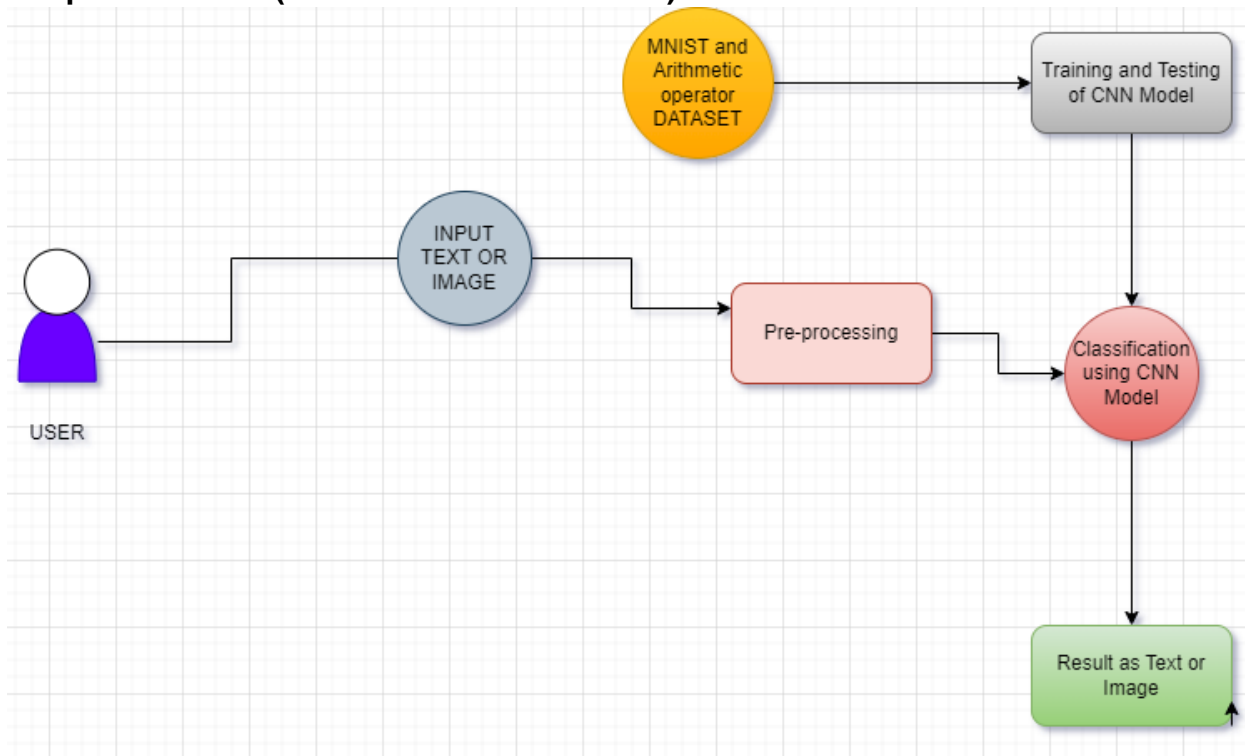 MNIST and
Arithmetic
operator
DATASET
Training and Testing
of CNN Model
INPUT
TEXT OR
IMAGE
Pre-processing
Classification
using CNN
Model
USER
Result as Text or
Image